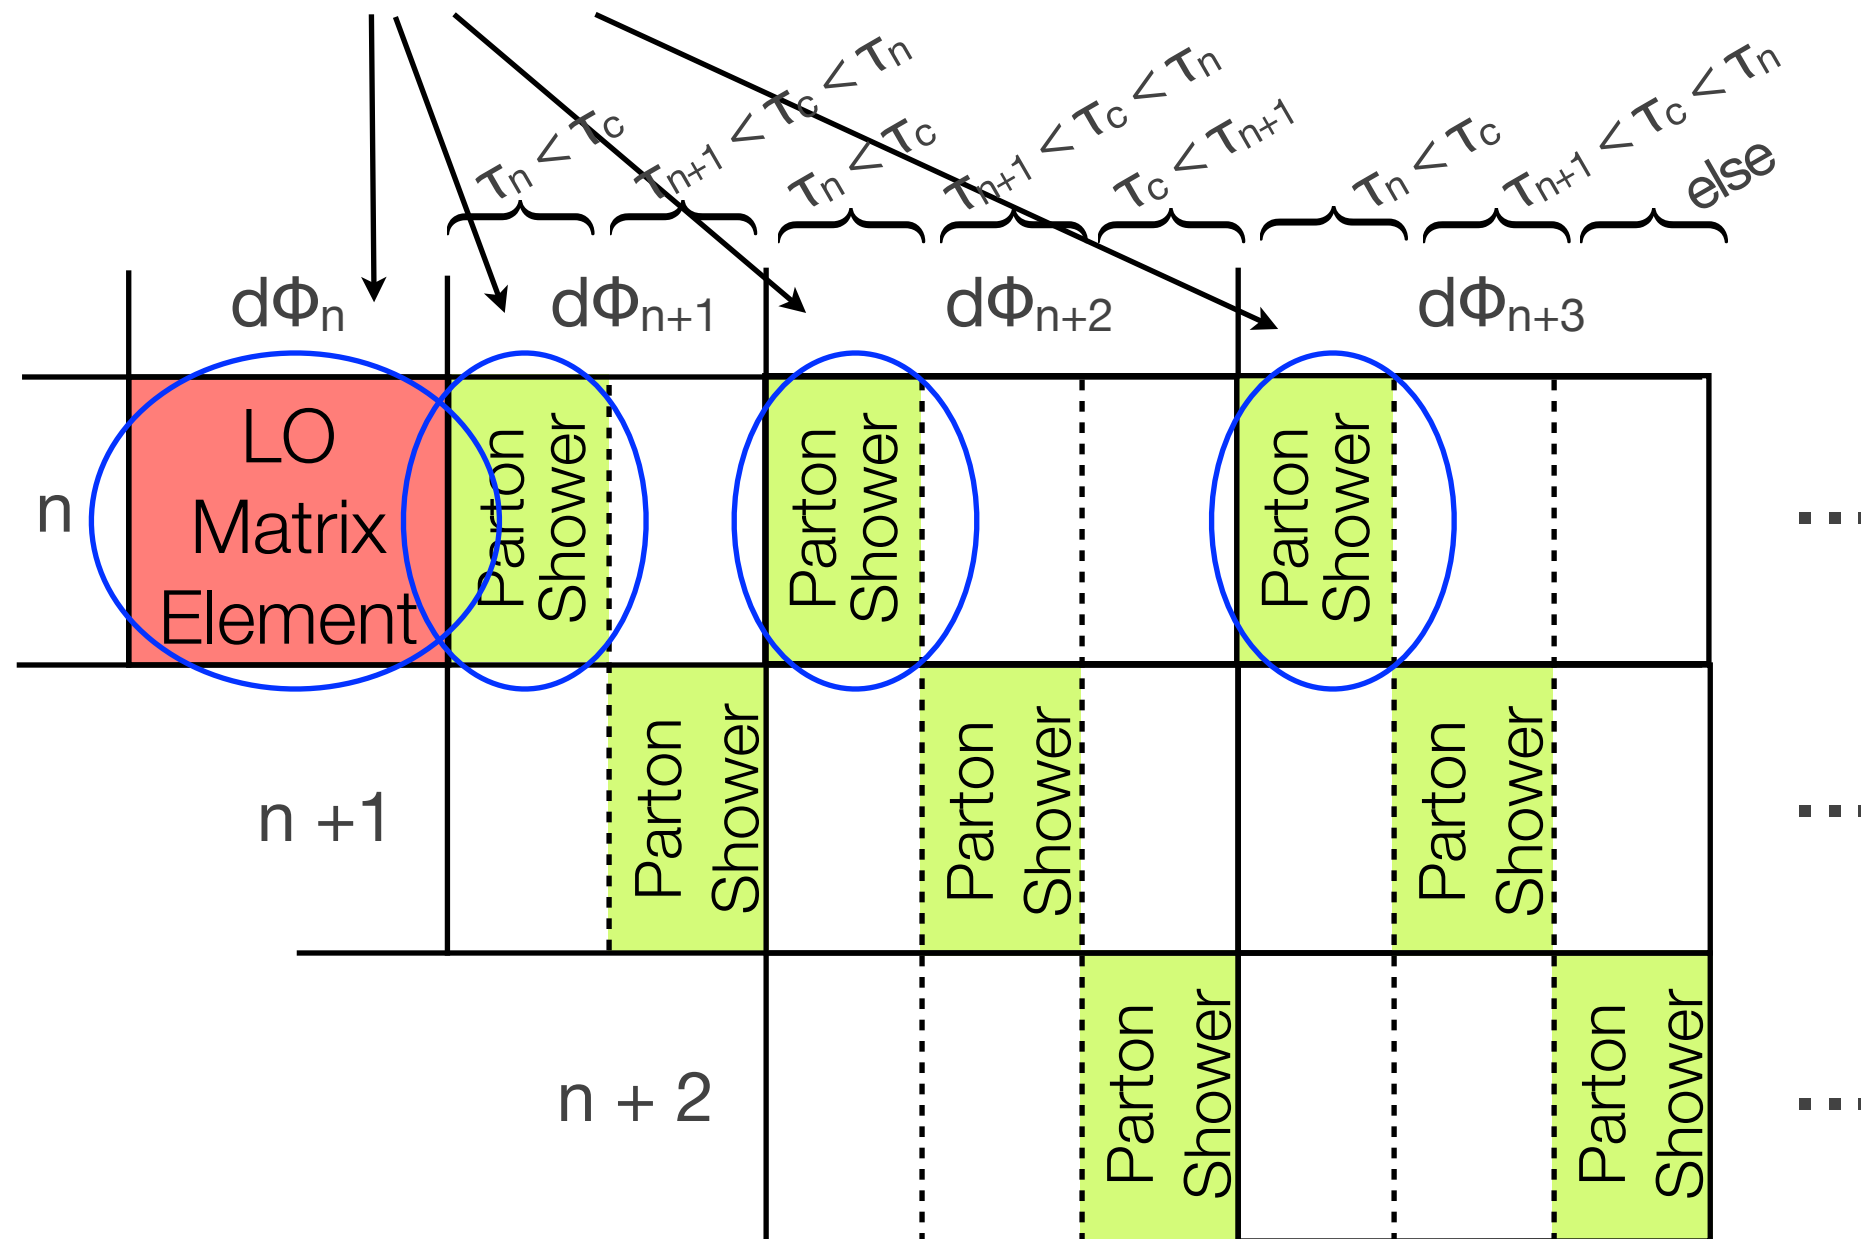 τn < τc
τn+1 < τc < τn
τn < τc
τn+1 < τc < τn
τc < τn+1
τn < τc
τn+1 < τc < τn
else
dΦn
dΦn+1
dΦn+2
dΦn+3
n
LO
Matrix
Element
Parton
Shower
Parton
Shower
Parton
Shower
...
n +1
Parton
Shower
Parton
Shower
Parton
Shower
...
n + 2
Parton
Shower
Parton
Shower
...